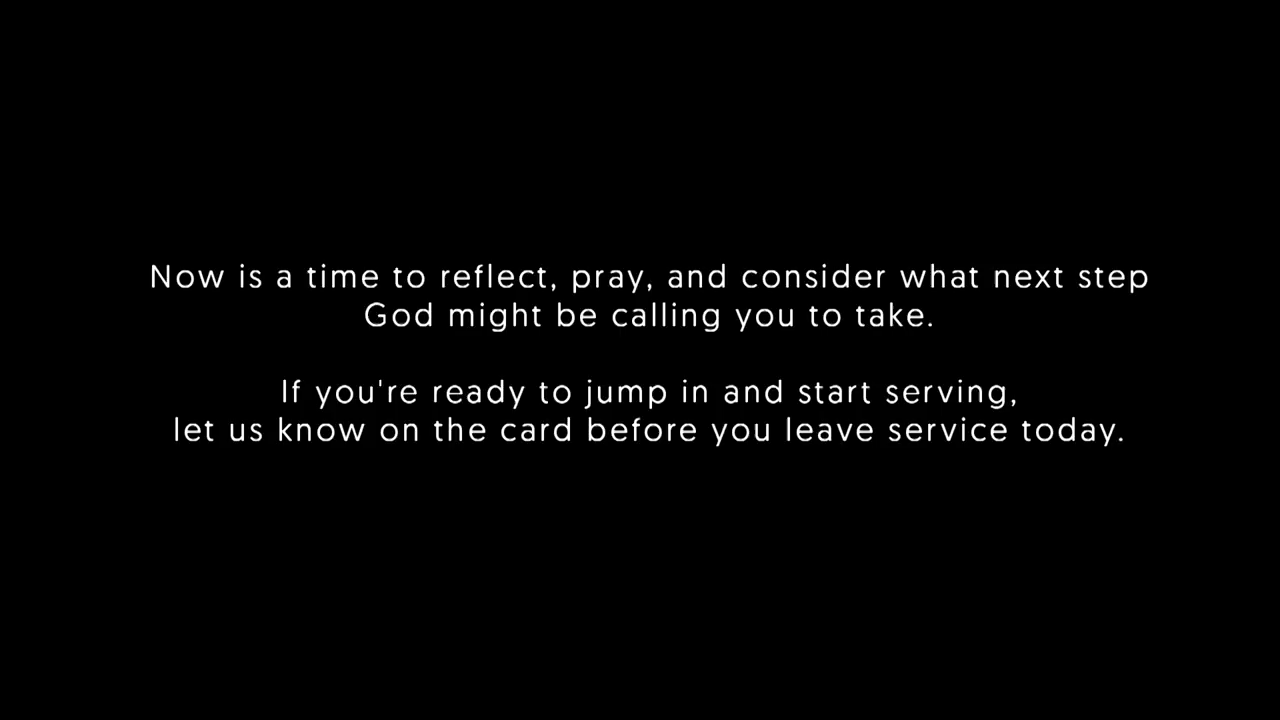 Now is a time to reflect, pray, and consider what next step
God might be calling you to take.
If you're ready to jump in and start serving,
let us know on the card before you leave service today.